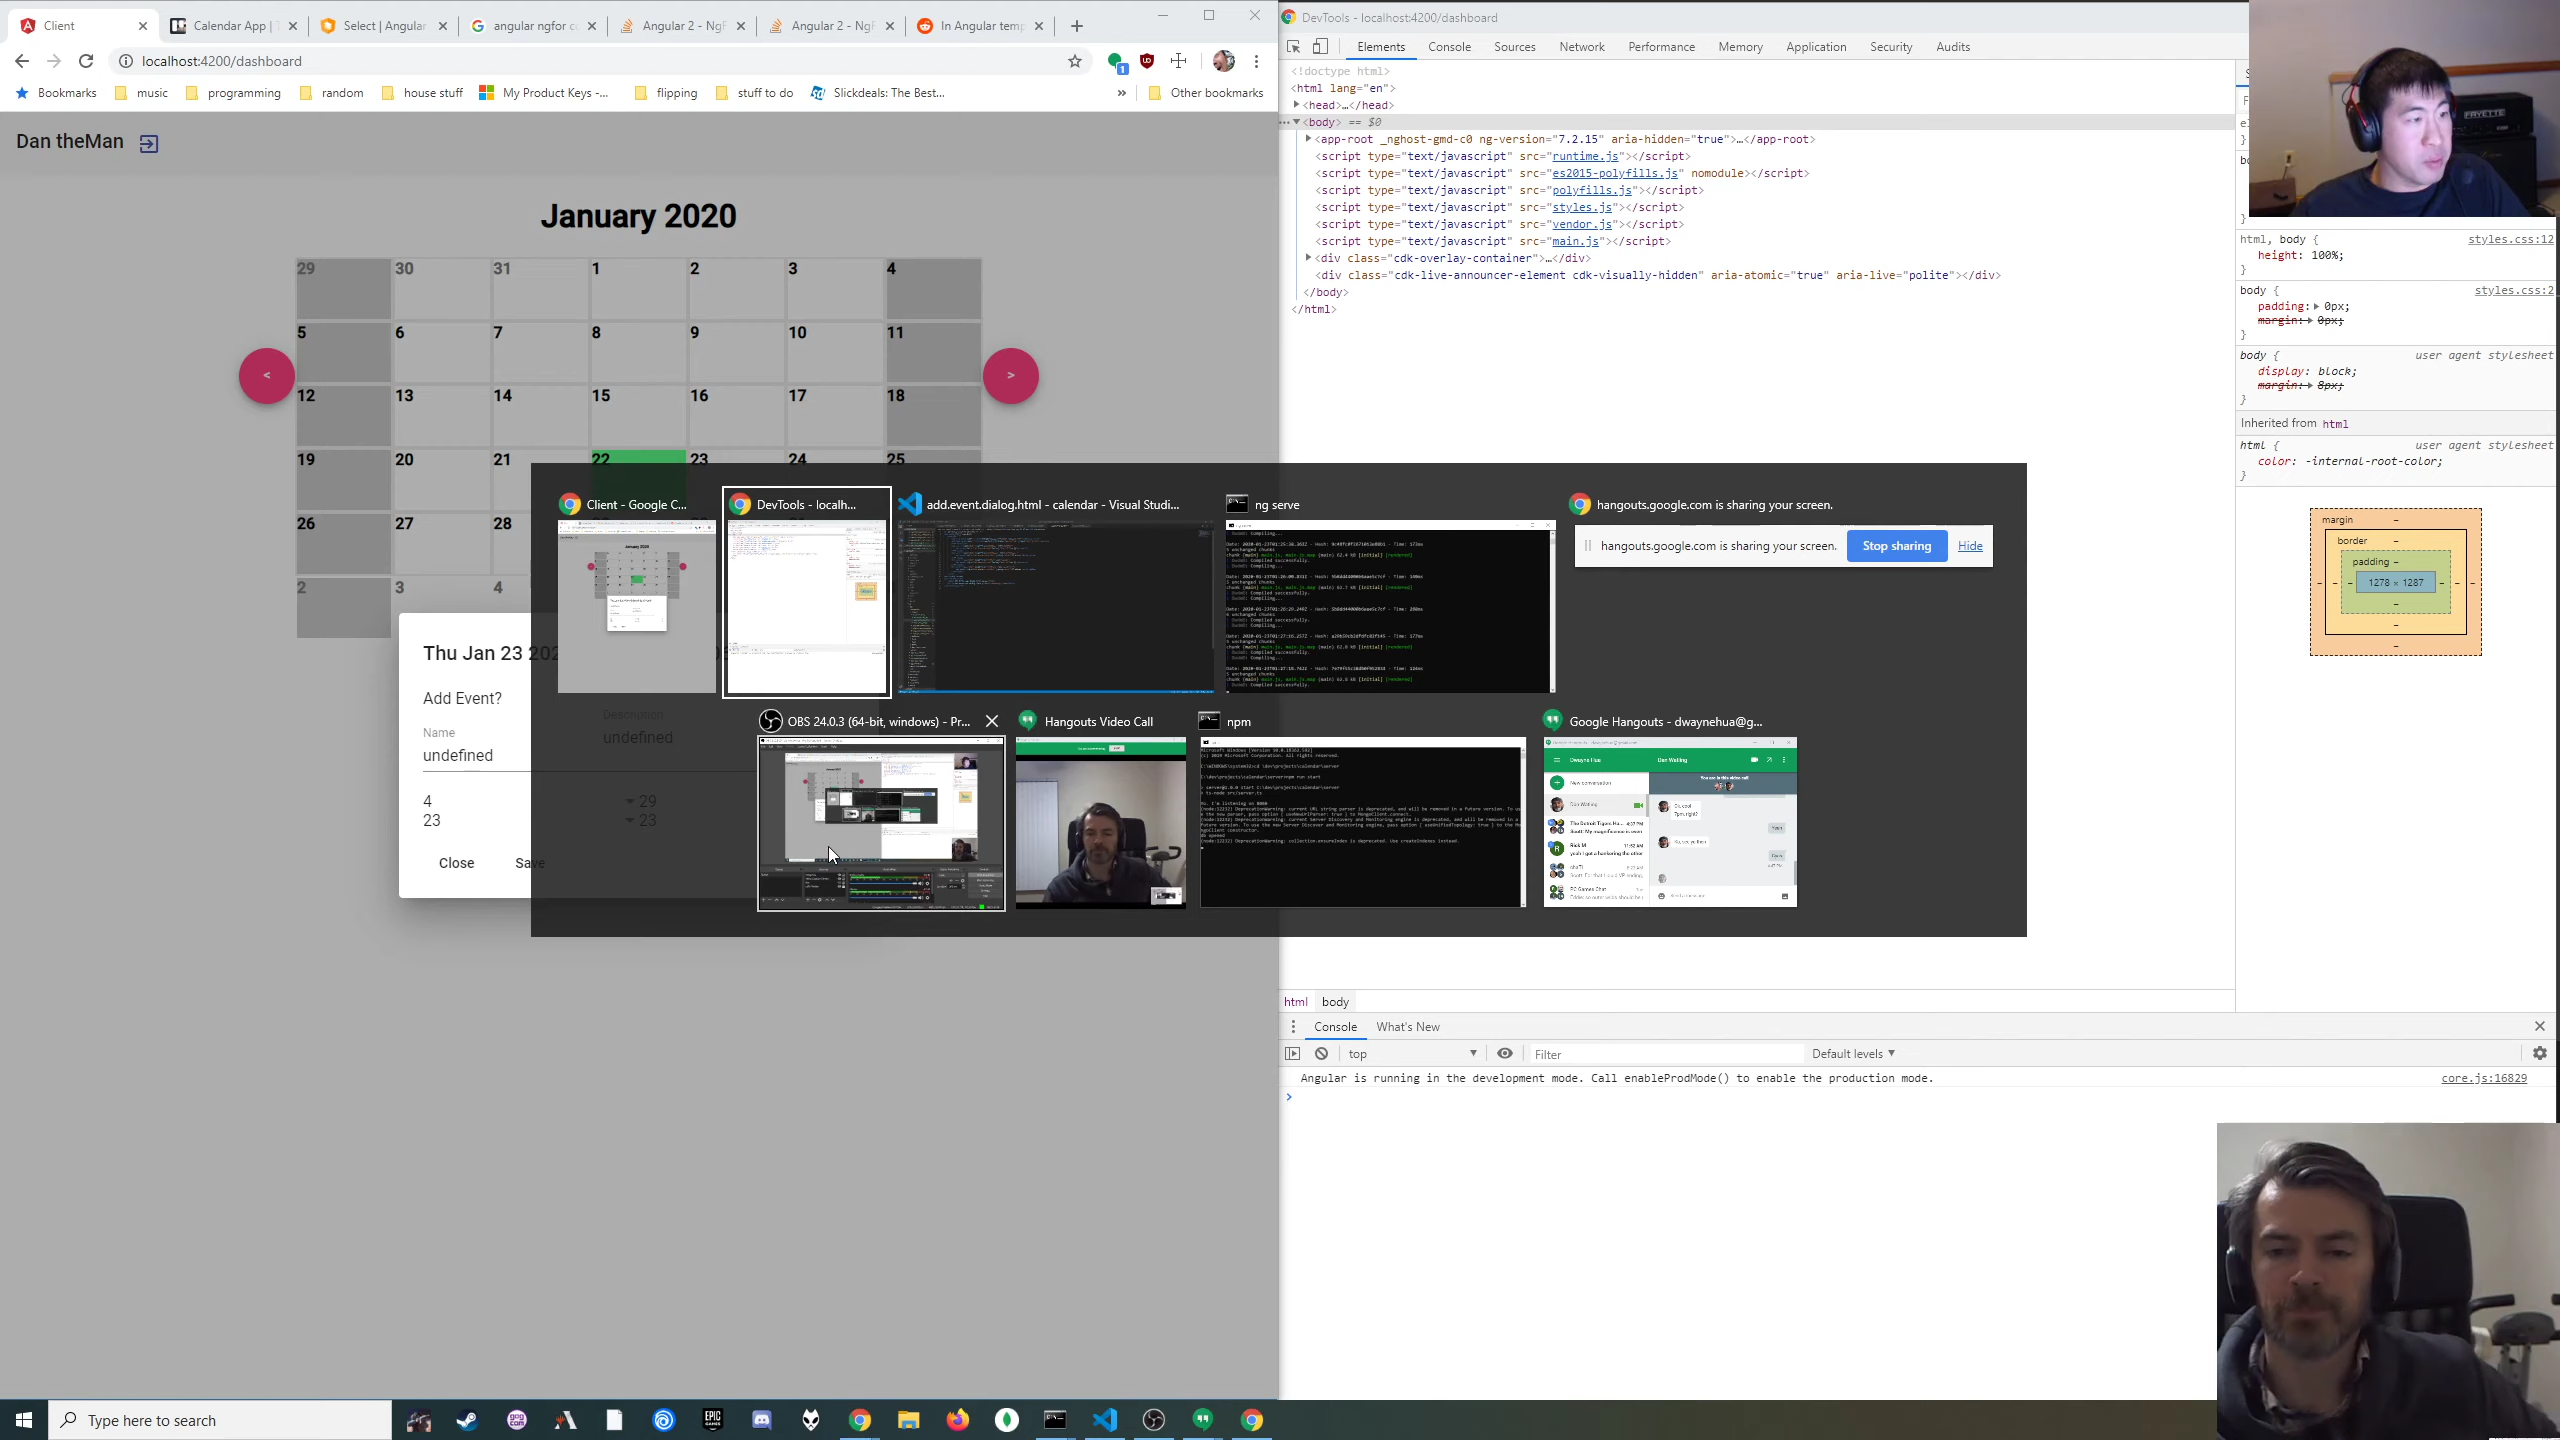 Client
Calendar App | T
Select | Angular
angular ngfor c
Angular 2 - NgF
Angular 2 - NgF
In Angular temp
localhost:4200/dashboard
Bookmarks
music
programming
random
house stuff
My Product Keys -...
flipping
stuff to do
Slickdeals: The Best...
»
Other bookmarks
Dan theMan
January 2020
29 30 31 1 2 3 4
5 6 7 8 9 10 11
12 13 14 15 16 17 18
19 20 21 22 23 24 25
26 27 28
2 3 4
<
>
Thu Jan 23 202
Add Event?
Name
undefined
Description
undefined
4
29
23
23
Close
Save
DevTools - localhost:4200/dashboard
Elements Console Sources Network Performance Memory Application Security Audits
<!doctype html>
<html lang="en">
<head>…</head>
<body> == $0
<app-root _nghost-gmd-c0 ng-version="7.2.15" aria-hidden="true">…</app-root>
<script type="text/javascript" src="runtime.js"></script>
<script type="text/javascript" src="es2015-polyfills.js" nomodule></script>
<script type="text/javascript" src="polyfills.js"></script>
<script type="text/javascript" src="styles.js"></script>
<script type="text/javascript" src="vendor.js"></script>
<script type="text/javascript" src="main.js"></script>
<div class="cdk-overlay-container">…</div>
<div class="cdk-live-announcer-element cdk-visually-hidden" aria-atomic="true" aria-live="polite"></div>
</body>
</html>
FRYETTE
html, body {
styles.css:12
height: 100%;
}
body {
styles.css:2
padding: 0px;
margin: 0px;
}
body {
user agent stylesheet
display: block;
margin: 8px;
}
Inherited from html
html {
user agent stylesheet
color: -internal-root-color;
}
margin –
border –
padding –
1278 × 1287
Client - Google C...
DevTools - localh...
add.event.dialog.html - calendar - Visual Studi...
ng serve
hangouts.google.com is sharing your screen.
hangouts.google.com is sharing your screen.
Stop sharing
Hide
OBS 24.0.3 (64-bit, windows) - Pr...
Hangouts Video Call
npm
Google Hangouts - dwaynehua@g...
html body
Console What's New
top
Filter
Default levels
Angular is running in the development mode. Call enableProdMode() to enable the production mode.
core.js:16829
Type here to search